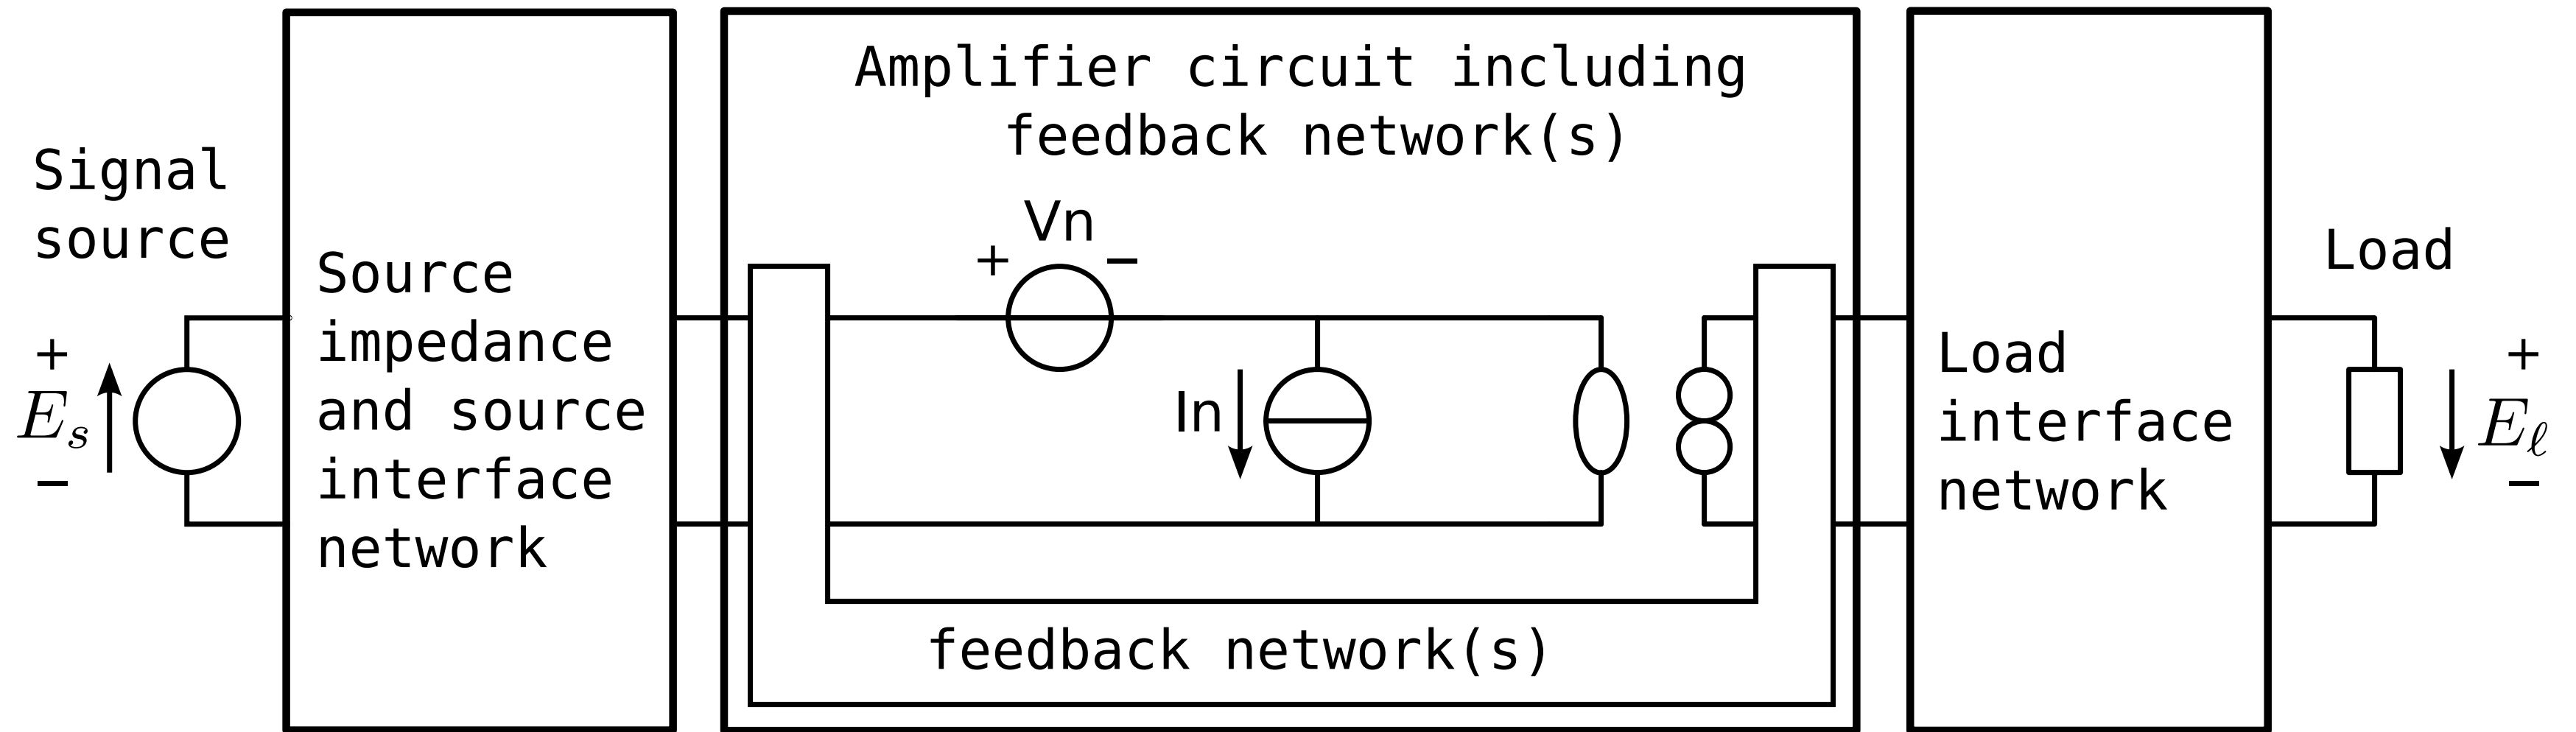 Amplifier circuit including
feedback network(s)
Signal
source
+
Es
−
Source
impedance
and source
interface
network
Vn
+ −
In
feedback network(s)
Load
interface
network
Load
+
Eℓ
−